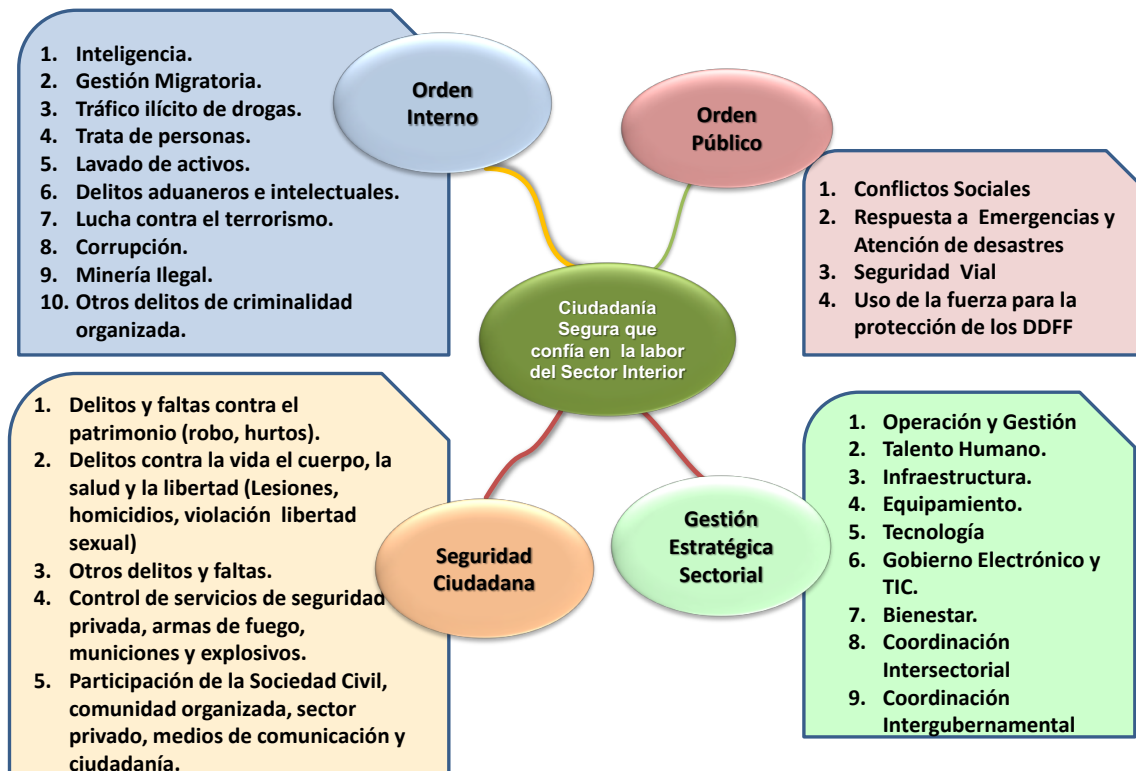 1. Inteligencia.
2. Gestión Migratoria.
3. Tráfico ilícito de drogas.
4. Trata de personas.
5. Lavado de activos.
6. Delitos aduaneros e intelectuales.
7. Lucha contra el terrorismo.
8. Corrupción.
9. Minería Ilegal.
10. Otros delitos de criminalidad
organizada.
Orden
Interno
Orden
Público
1. Conflictos Sociales
2. Respuesta a Emergencias y
Atención de desastres
3. Seguridad Vial
4. Uso de la fuerza para la
protección de los DDFF
Ciudadanía
Segura que
confía en la labor
del Sector Interior
1. Delitos y faltas contra el
patrimonio (robo, hurtos).
2. Delitos contra la vida el cuerpo, la
salud y la libertad (Lesiones,
homicidios, violación libertad
sexual)
3. Otros delitos y faltas.
4. Control de servicios de seguridad
privada, armas de fuego,
municiones y explosivos.
5. Participación de la Sociedad Civil,
comunidad organizada, sector
privado, medios de comunicación y
ciudadanía.
Seguridad
Ciudadana
Gestión
Estratégica
Sectorial
1. Operación y Gestión
2. Talento Humano.
3. Infraestructura.
4. Equipamiento.
5. Tecnología
6. Gobierno Electrónico y
TIC.
7. Bienestar.
8. Coordinación
Intersectorial
9. Coordinación
Intergubernamental